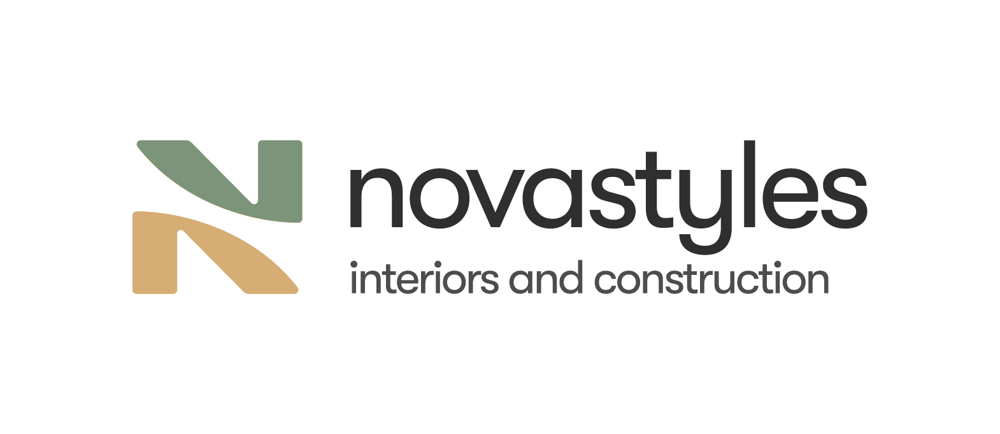 novastyles
interiors and construction